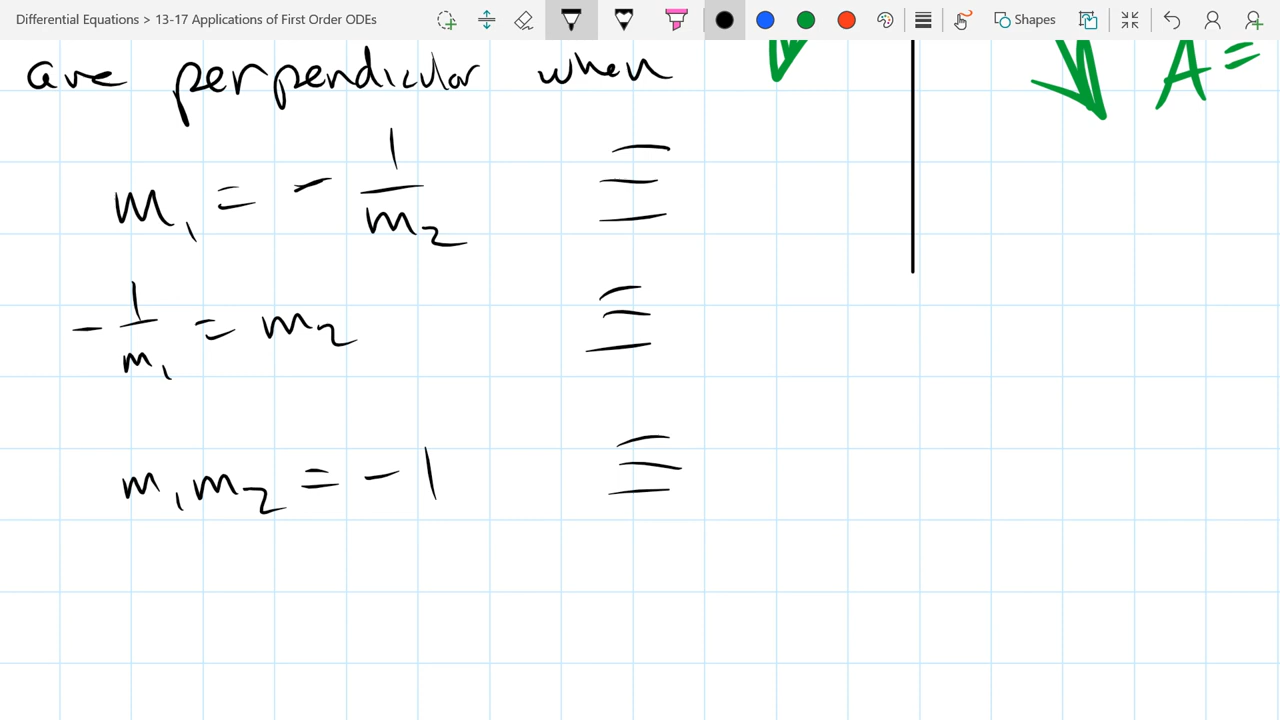 Differential Equations > 13-17 Applications of First Order ODEs
Shapes
are perpendicular when
A =
m₁ = - 1/m₂ ≡
- 1/m₁ = m₂ ≡
m₁m₂ = -1 ≡